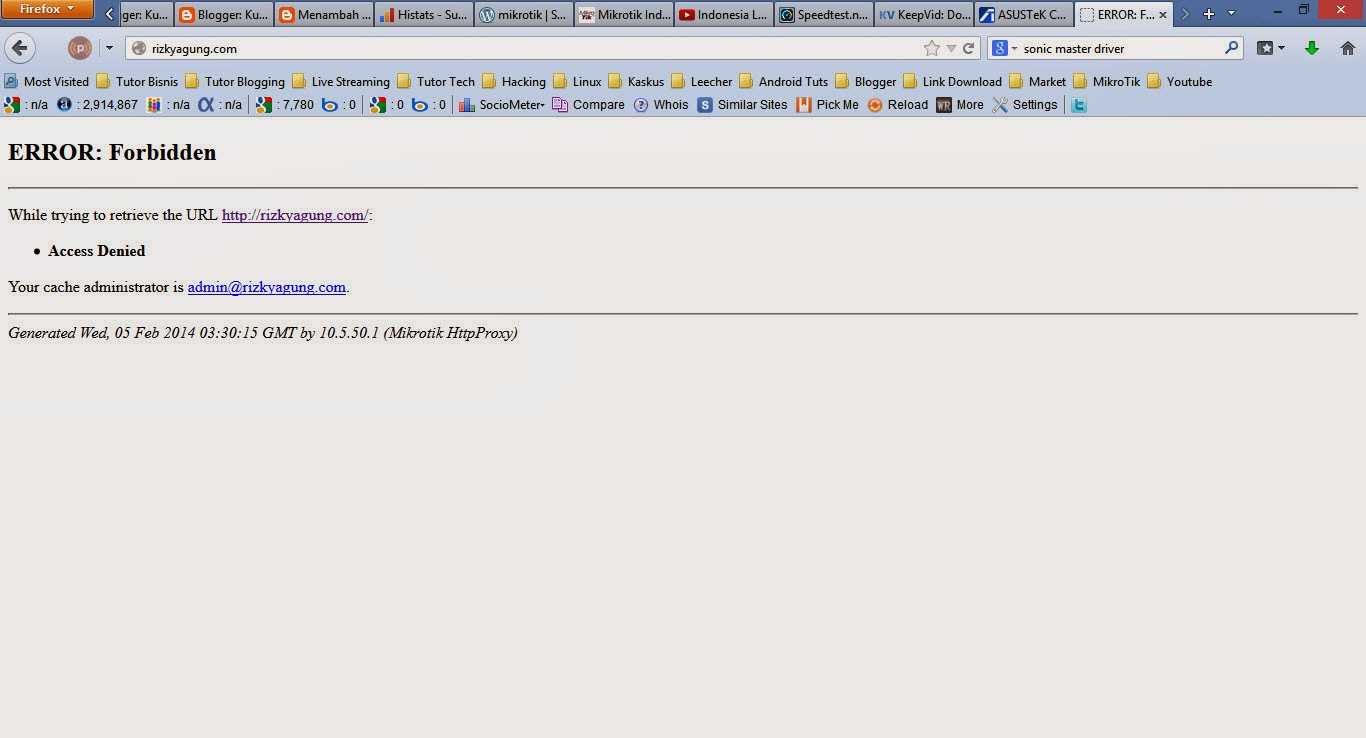 Firefox
ger: Ku... Blogger: Ku... Menambah ... Histats - Su... mikrotik | S... Mikrotik Ind... Indonesia L... Speedtest.n... KV KeepVid: Do... ASUSTeK C... ERROR: F...
rizkyagung.com
sonic master driver
Most Visited Tutor Bisnis Tutor Blogging Live Streaming Tutor Tech Hacking Linux Kaskus Leecher Android Tuts Blogger Link Download Market MikroTik Youtube
: n/a : 2,914,867 : n/a : n/a : 7,780 : 0 : 0 : 0 SocioMeter Compare Whois Similar Sites Pick Me Reload More Settings
ERROR: Forbidden
While trying to retrieve the URL http://rizkyagung.com/:
• Access Denied
Your cache administrator is admin@rizkyagung.com.
Generated Wed, 05 Feb 2014 03:30:15 GMT by 10.5.50.1 (Mikrotik HttpProxy)